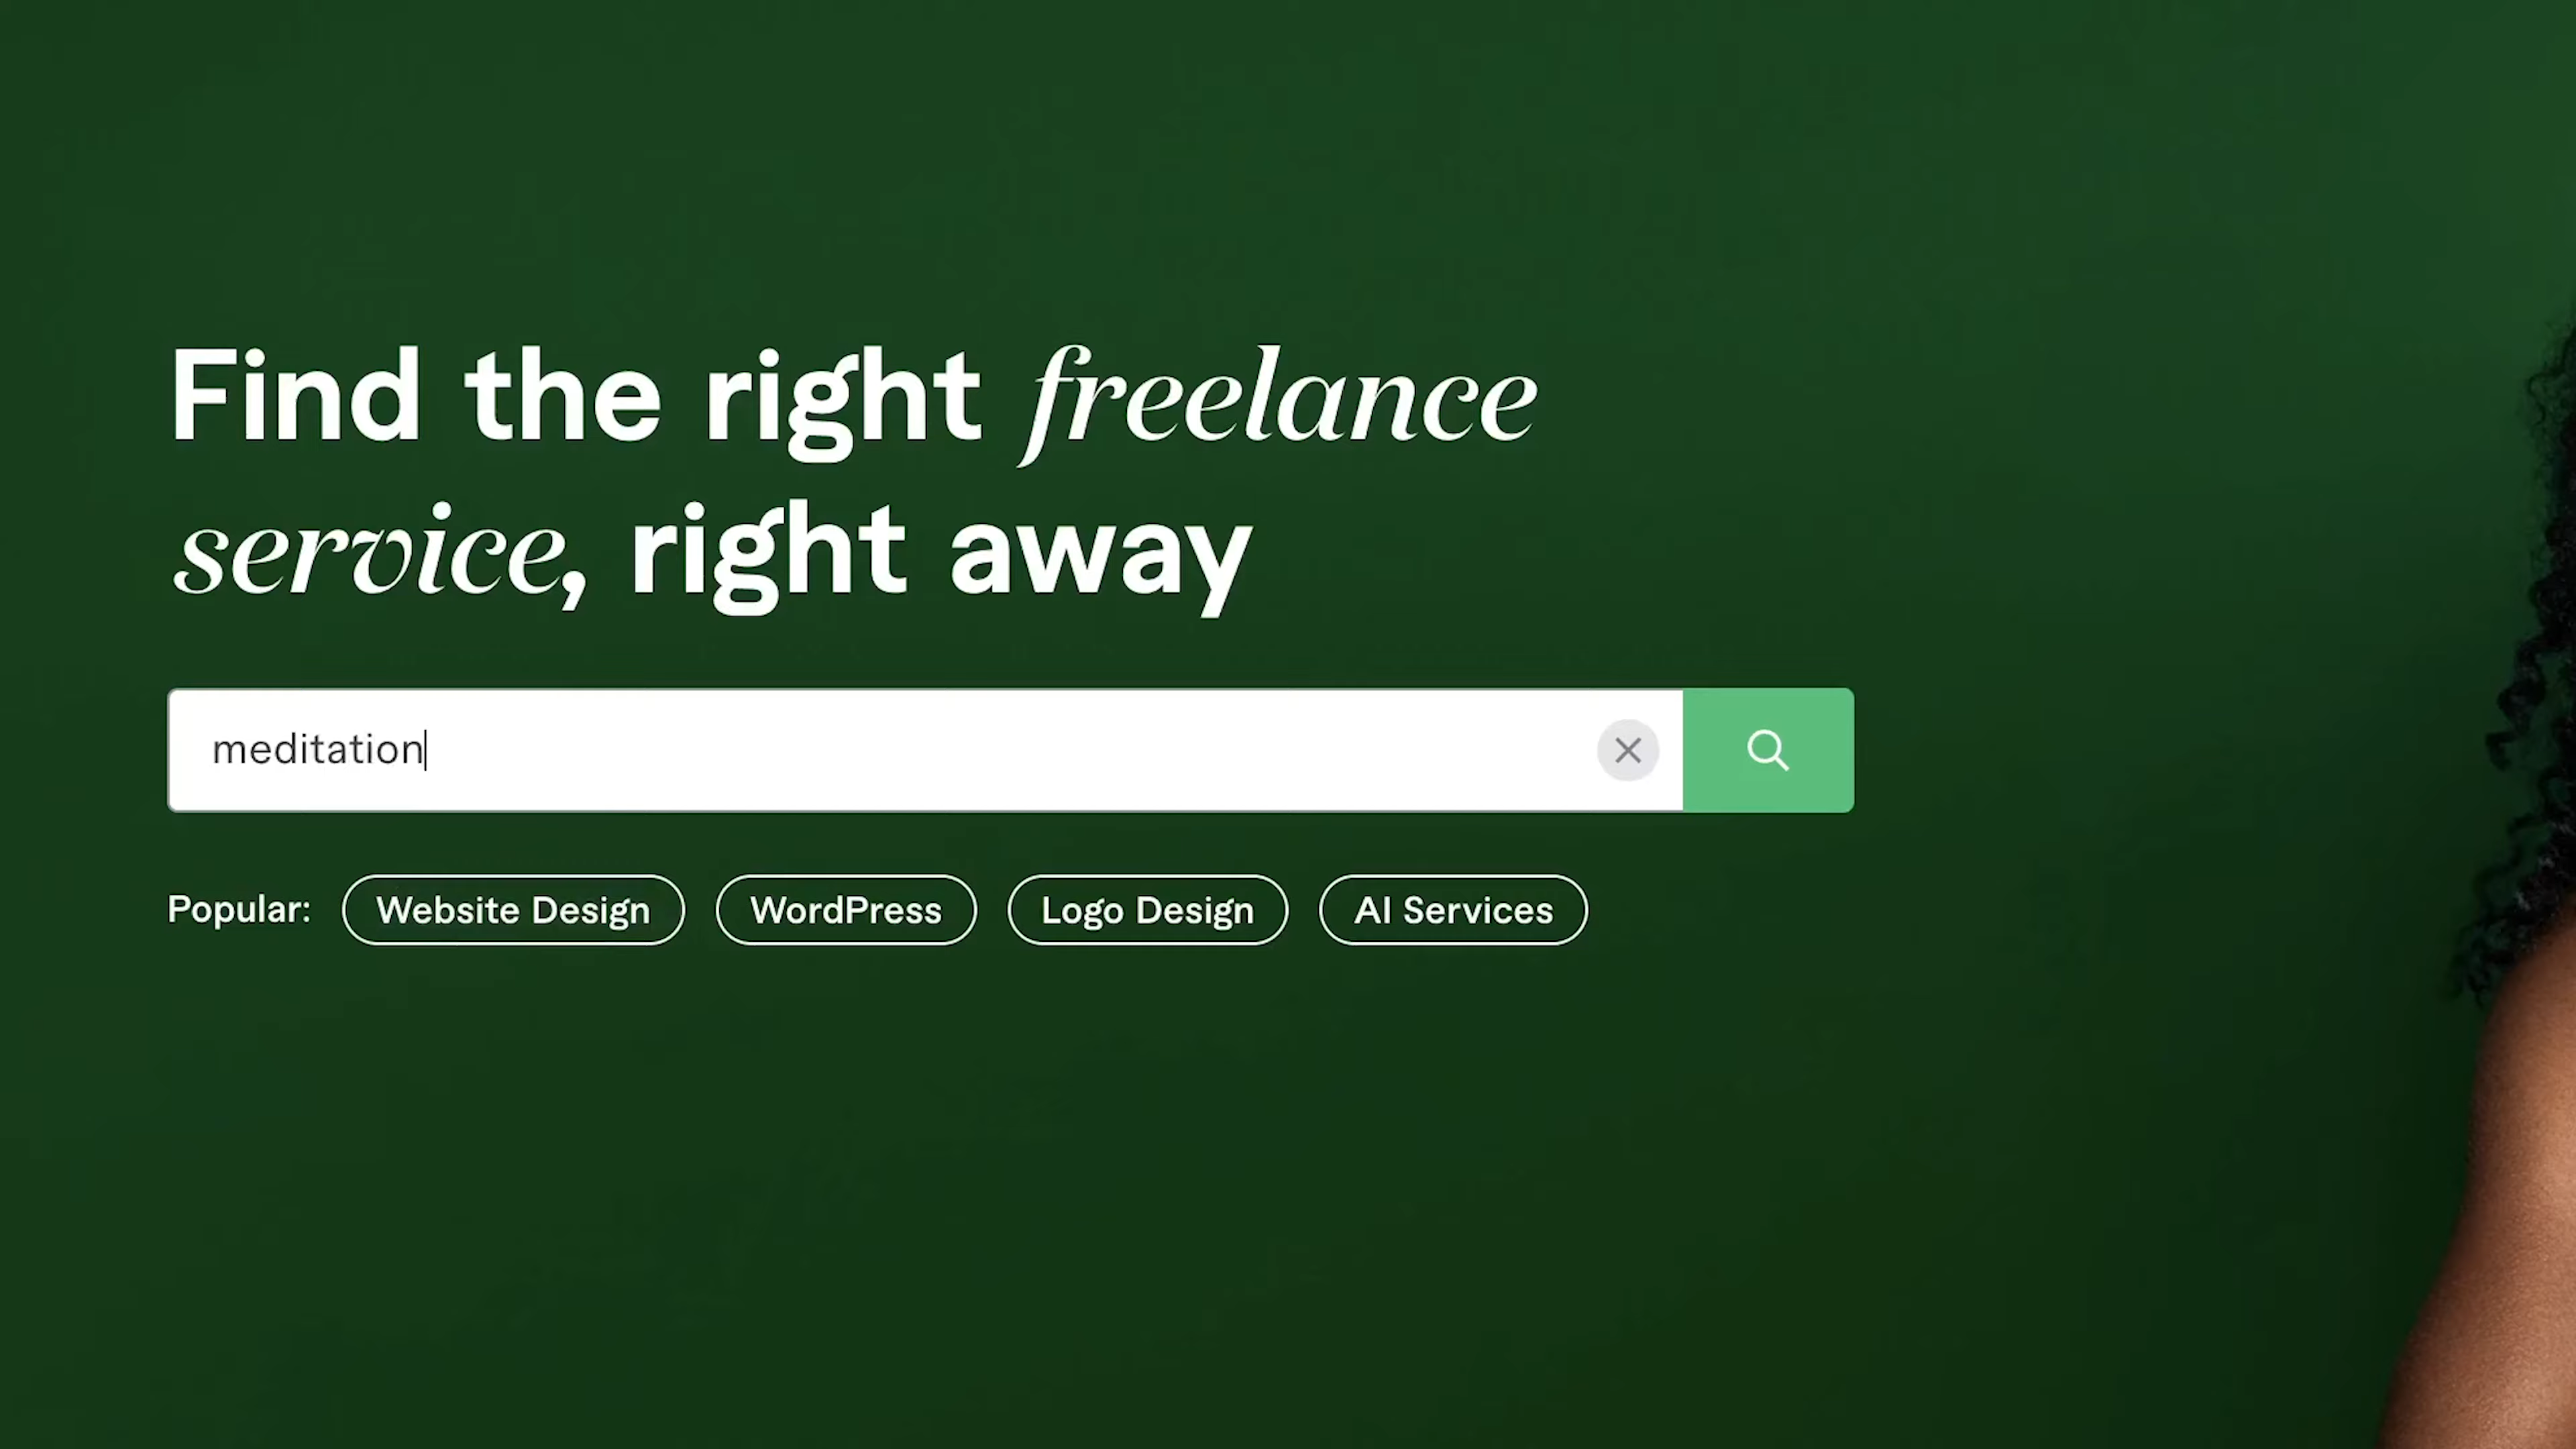 Find the right freelance
service, right away
meditation
Popular: Website Design WordPress Logo Design AI Services